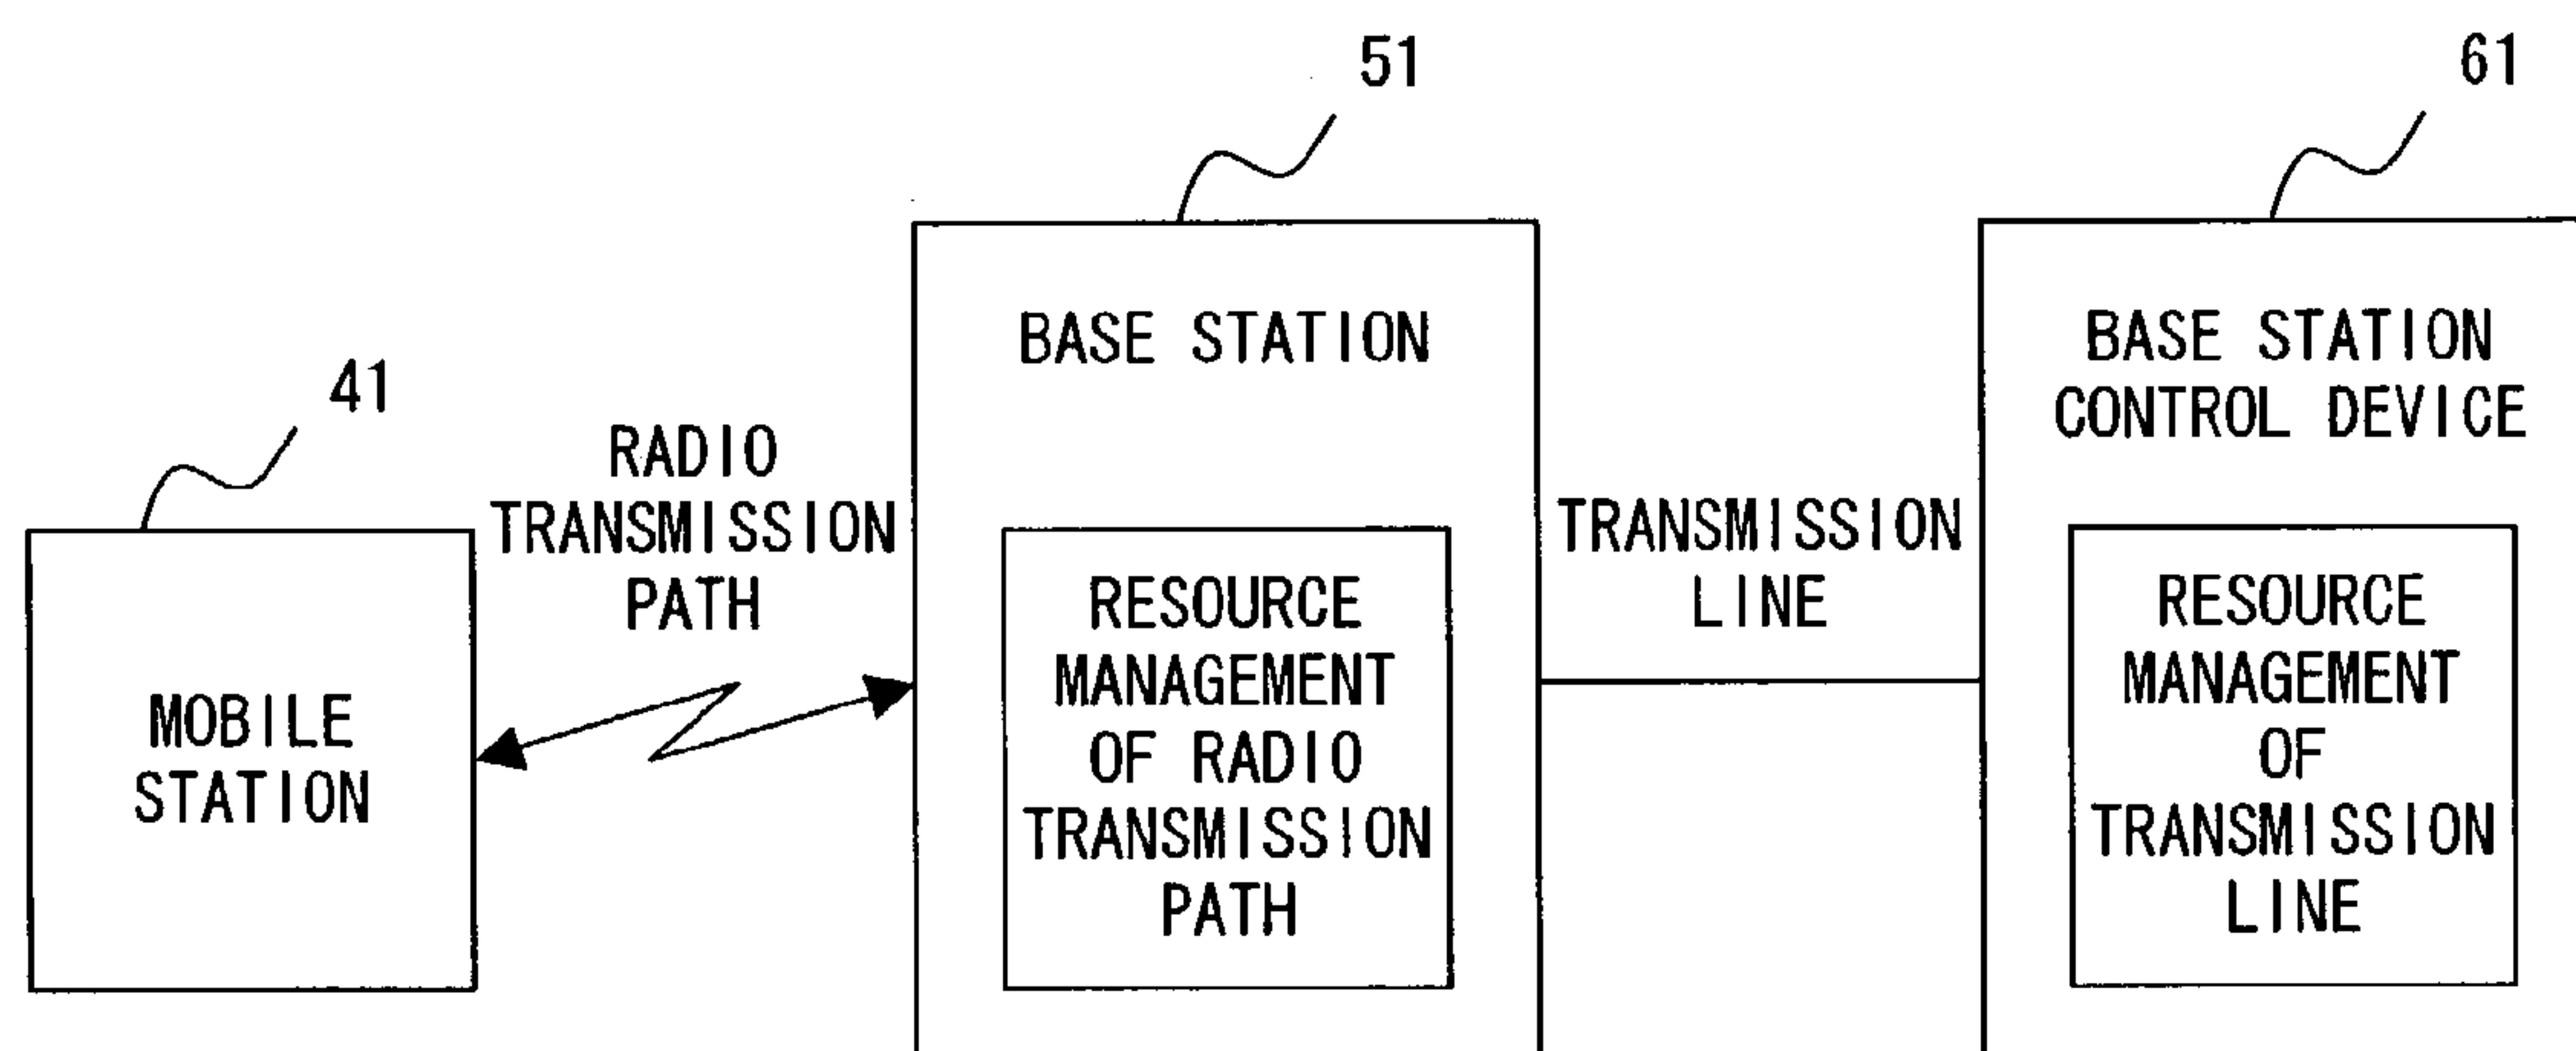 51
61
41
BASE STATION
BASE STATION
CONTROL DEVICE
RADIO
TRANSMISSION
PATH
TRANSMISSION
LINE
MOBILE
STATION
RESOURCE
MANAGEMENT
OF RADIO
TRANSMISSION
PATH
RESOURCE
MANAGEMENT
OF
TRANSMISSION
LINE